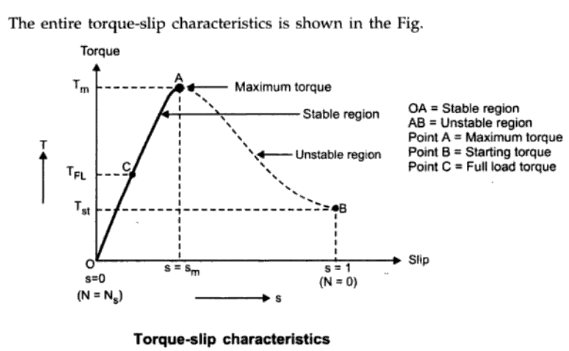 The entire torque-slip characteristics is shown in the Fig.
Torque
A
Tm
Maximum torque
Stable region
OA = Stable region
AB = Unstable region
Point A = Maximum torque
Point B = Starting torque
Point C = Full load torque
T
Unstable region
TFL
C
Tst
B
O
Slip
s=0
s = sm
s = 1
(N = Ns)
(N = 0)
s
Torque-slip characteristics